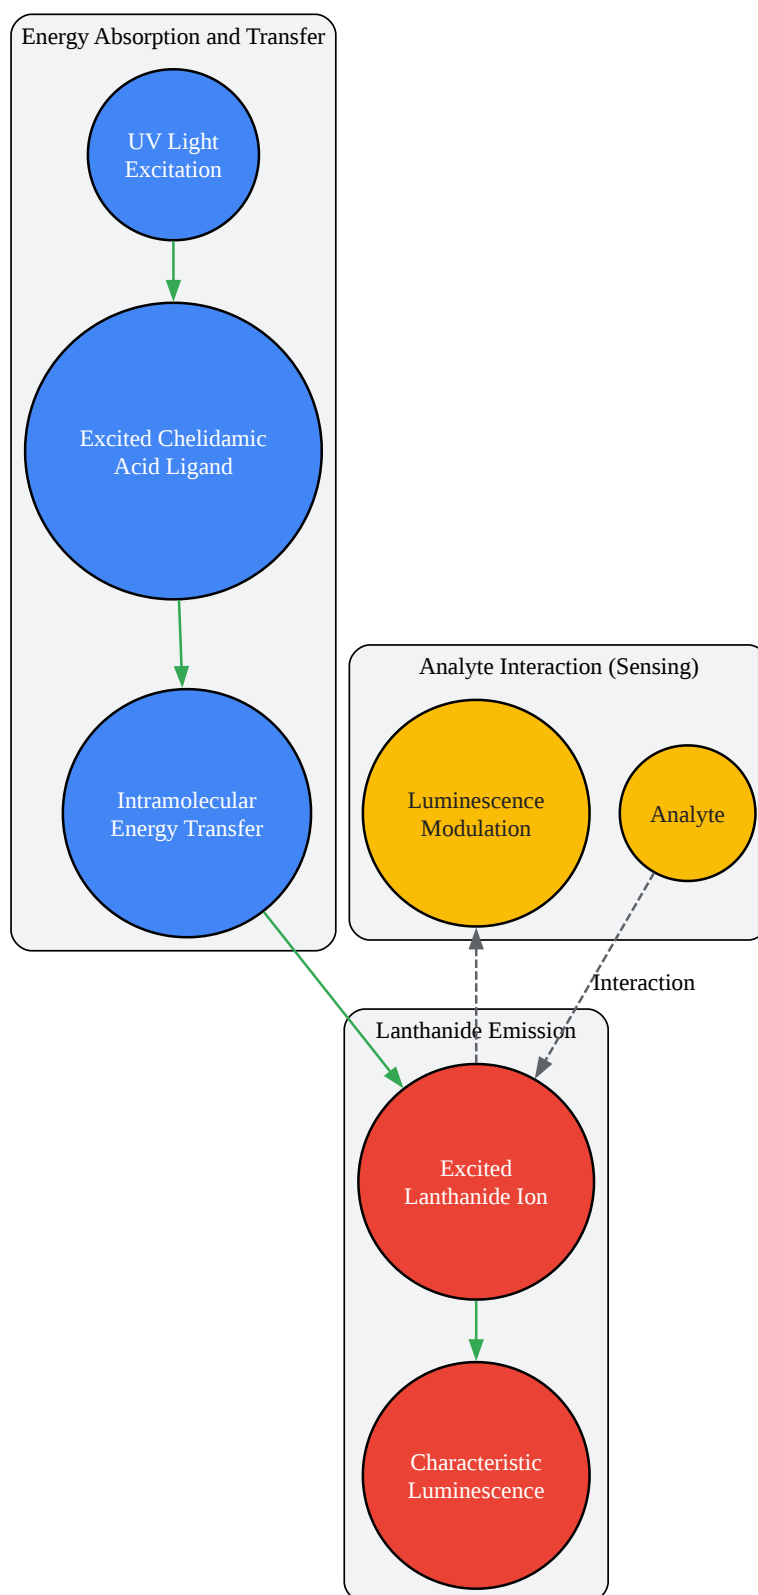 Energy Absorption and Transfer
UV Light
Excitation
Excited Chelidamic
Acid Ligand
Intramolecular
Energy Transfer
Analyte Interaction (Sensing)
Luminescence
Modulation
Analyte
Interaction
Lanthanide Emission
Excited
Lanthanide Ion
Characteristic
Luminescence